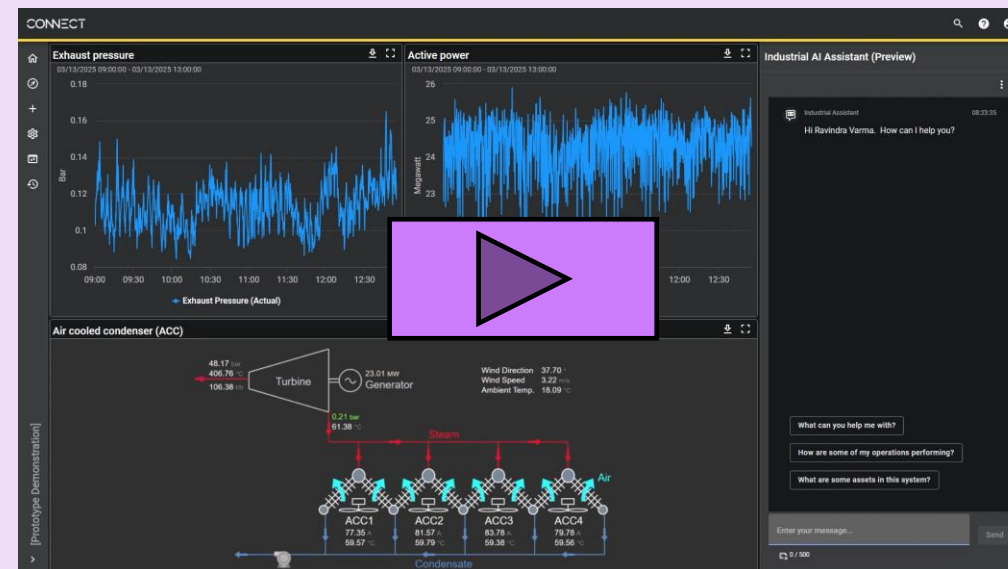 CONNECT
Exhaust pressure
03/13/2025 09:00:00 - 03/13/2025 13:00:00
0.18
0.16
0.14
0.12
0.1
0.08
Bar
09:00 09:30 10:00 10:30 11:00 11:30 12:00 12:30
Exhaust Pressure (Actual)
Active power
03/13/2025 09:00:00 - 03/13/2025 13:00:00
26
25
24
23
Megawatt
12:00 12:30
Air cooled condenser (ACC)
48.17 bar
406.76 °C
106.38 t/h
Turbine
23.01 MW
Generator
Wind Direction 37.70 °
Wind Speed 3.22 m/s
Ambient Temp. 18.09 °C
0.21 bar
61.38 °C
Steam
Air
ACC1 ACC2 ACC3 ACC4
77.35 A 81.57 A 83.78 A 79.78 A
59.57 °C 59.79 °C 59.38 °C 59.56 °C
Condensate
[Prototype Demonstration]
Industrial AI Assistant (Preview)
Industrial Assistant 08:23:35
Hi Ravindra Varma. How can I help you?
What can you help me with?
How are some of my operations performing?
What are some assets in this system?
Enter your message...
Send
0 / 500